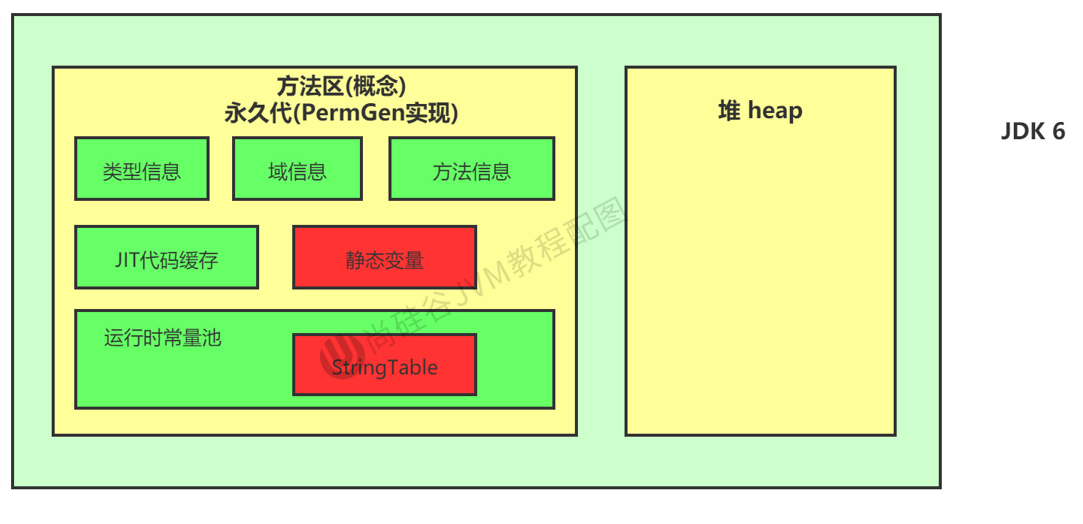 方法区(概念)
永久代(PermGen实现)
类型信息
域信息
方法信息
JIT代码缓存
静态变量
运行时常量池
StringTable
堆 heap
JDK 6
尚硅谷JVM教程配图